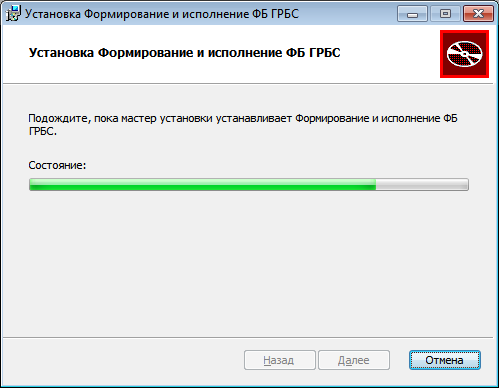 Установка Формирование и исполнение ФБ ГРБС
Установка Формирование и исполнение ФБ ГРБС
Подождите, пока мастер установки устанавливает Формирование и исполнение ФБ
ГРБС.
Состояние:
Назад Далее Отмена